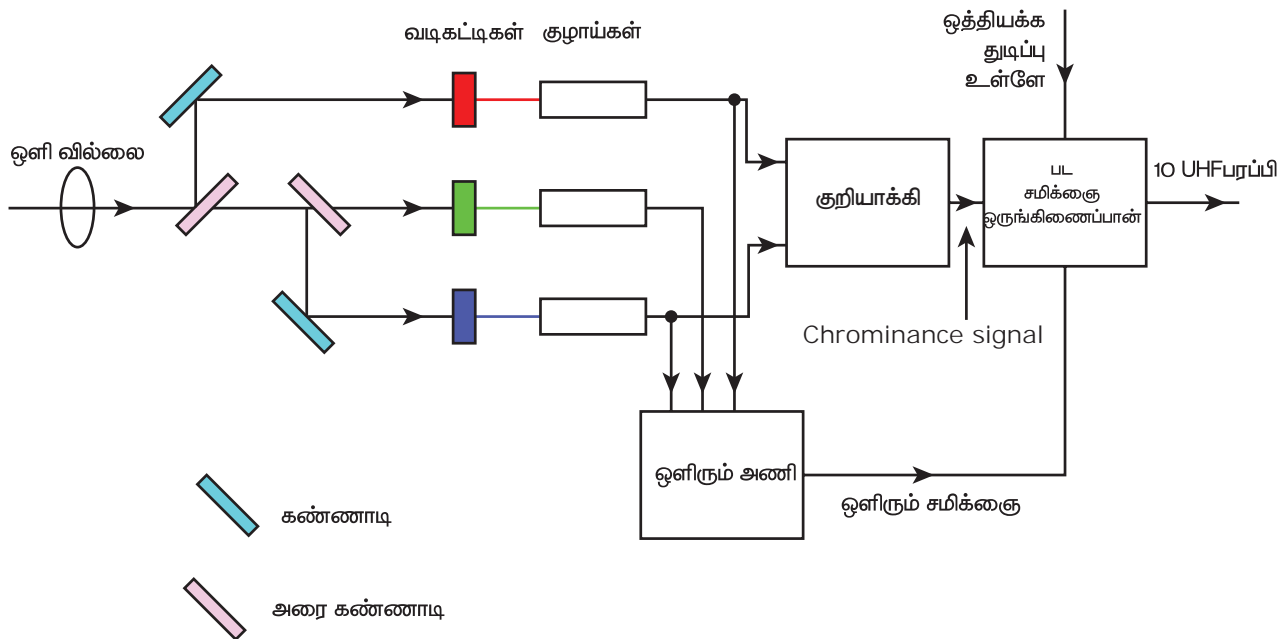 வடிகட்டிகள் குழாய்கள்
ஒத்தியக்க
துடிப்பு
உள்ளே
ஒளி வில்லை
குறியாக்கி
பட
சமிக்ஞை
ஒருங்கிணைப்பான்
10 UHFபரப்பி
Chrominance signal
ஒளிரும் அணி
ஒளிரும் சமிக்ஞை
கண்ணாடி
அரை கண்ணாடி